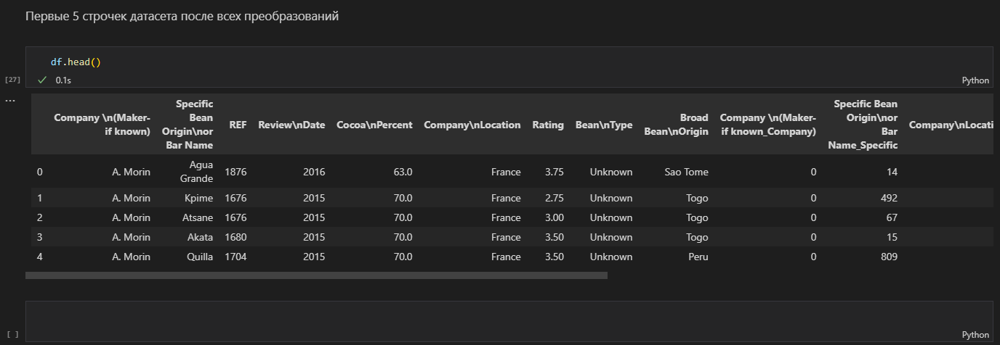 Первые 5 строчек датасета после всех преобразований
df.head()
[27]
0.1s
Python
...
Company \n(Maker-if known) Specific Bean Origin\nor Bar Name REF Review\nDate Cocoa\nPercent Company\nLocation Rating Bean\nType Broad Bean\nOrigin Company \n(Maker-if known_Company) Specific Bean Origin\nor Bar Name_Specific Company\nLocati
0 A. Morin Agua Grande 1876 2016 63.0 France 3.75 Unknown Sao Tome 0 14
1 A. Morin Kpime 1676 2015 70.0 France 2.75 Unknown Togo 0 492
2 A. Morin Atsane 1676 2015 70.0 France 3.00 Unknown Togo 0 67
3 A. Morin Akata 1680 2015 70.0 France 3.50 Unknown Togo 0 15
4 A. Morin Quilla 1704 2015 70.0 France 3.50 Unknown Peru 0 809
[ ]
Python